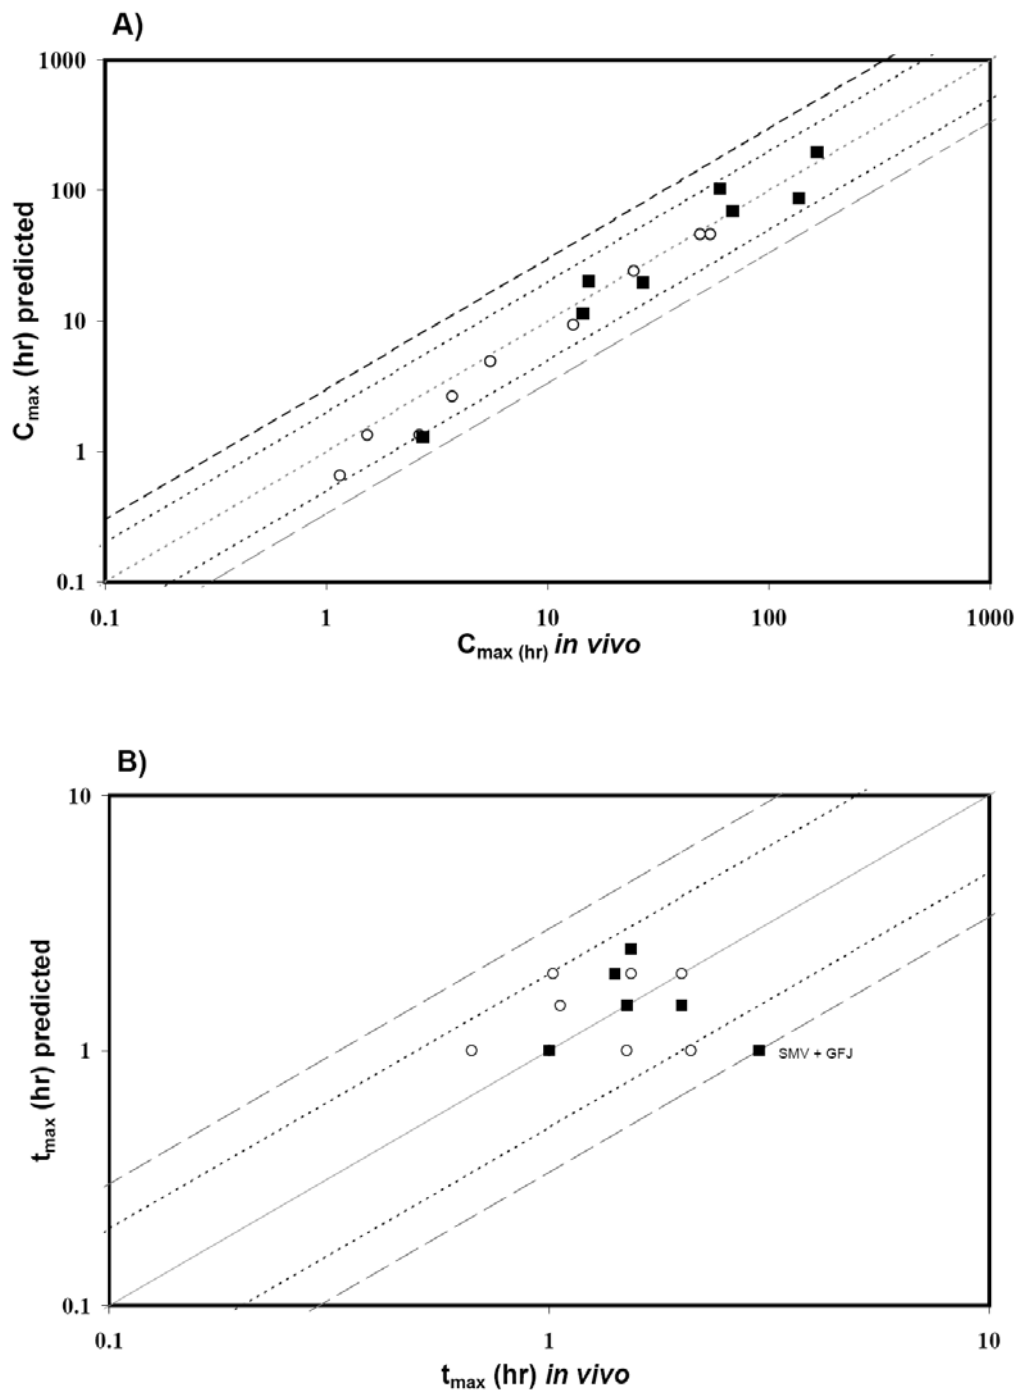 A)
1000
100
10
1
0.1
0.1 1 10 100 1000
Cmax (hr) predicted
Cmax (hr) in vivo
B)
10
1
0.1
0.1 1 10
tmax (hr) predicted
SMV + GFJ
tmax (hr) in vivo